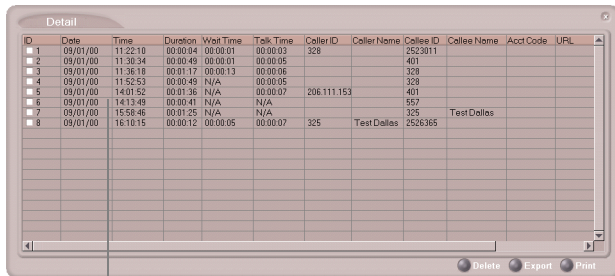 Detail
ID Date Time Duration Wait Time Talk Time Caller ID Caller Name Callee ID Callee Name Acct Code URL
1 09/01/00 11:22:10 00:00:04 00:00:01 00:00:03 328 2523011
2 09/01/00 11:30:34 00:00:49 00:00:01 00:00:05 401
3 09/01/00 11:36:18 00:01:17 00:00:13 00:00:06 328
4 09/01/00 11:52:53 00:00:49 N/A 00:00:05 328
5 09/01/00 14:01:52 00:01:36 N/A 00:00:07 206.111.153 401
6 09/01/00 14:13:49 00:00:41 N/A N/A 557
7 09/01/00 15:58:46 00:01:25 N/A N/A 325 Test Dallas
8 09/01/00 16:10:15 00:00:12 00:00:05 00:00:07 325 Test Dallas 2526365
Delete Export Print